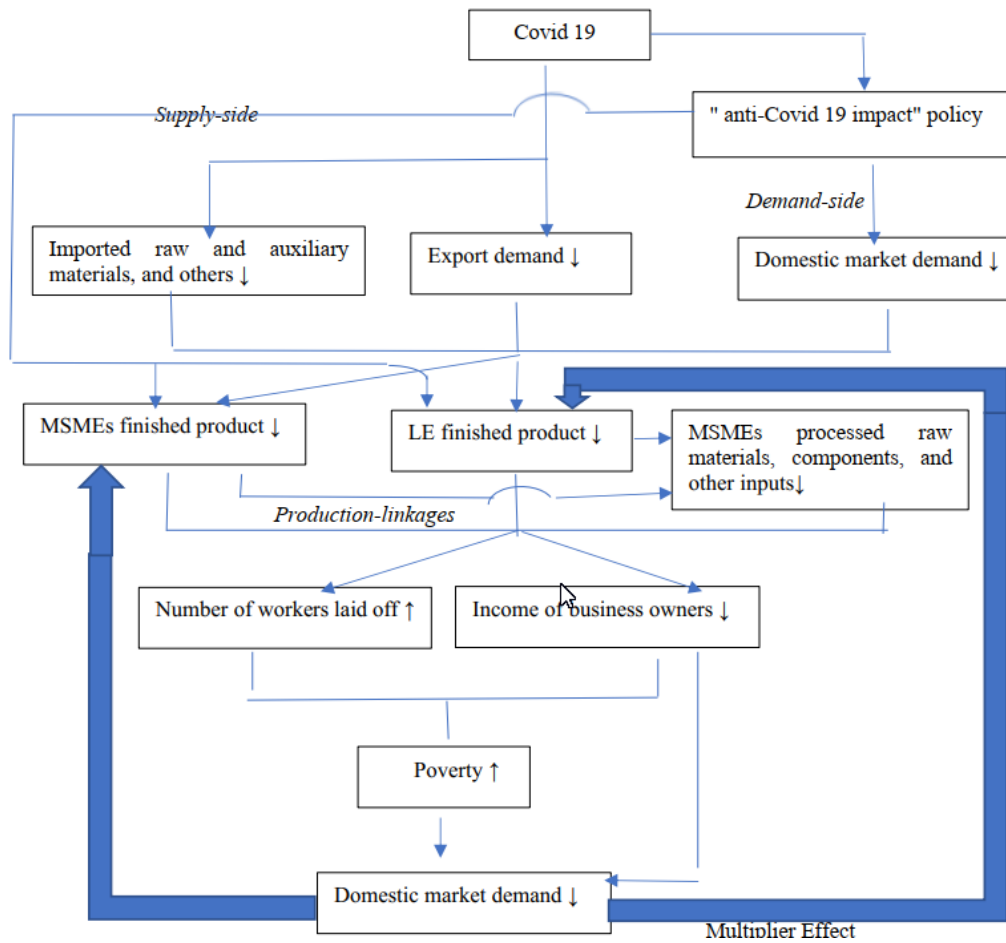 Covid 19
Supply-side
" anti-Covid 19 impact" policy
Demand-side
Imported raw and auxiliary
materials, and others ↓
Export demand ↓
Domestic market demand ↓
MSMEs finished product ↓
LE finished product ↓
MSMEs processed raw
materials, components, and
other inputs↓
Production-linkages
Number of workers laid off ↑
Income of business owners ↓
Poverty ↑
Domestic market demand ↓
Multiplier Effect